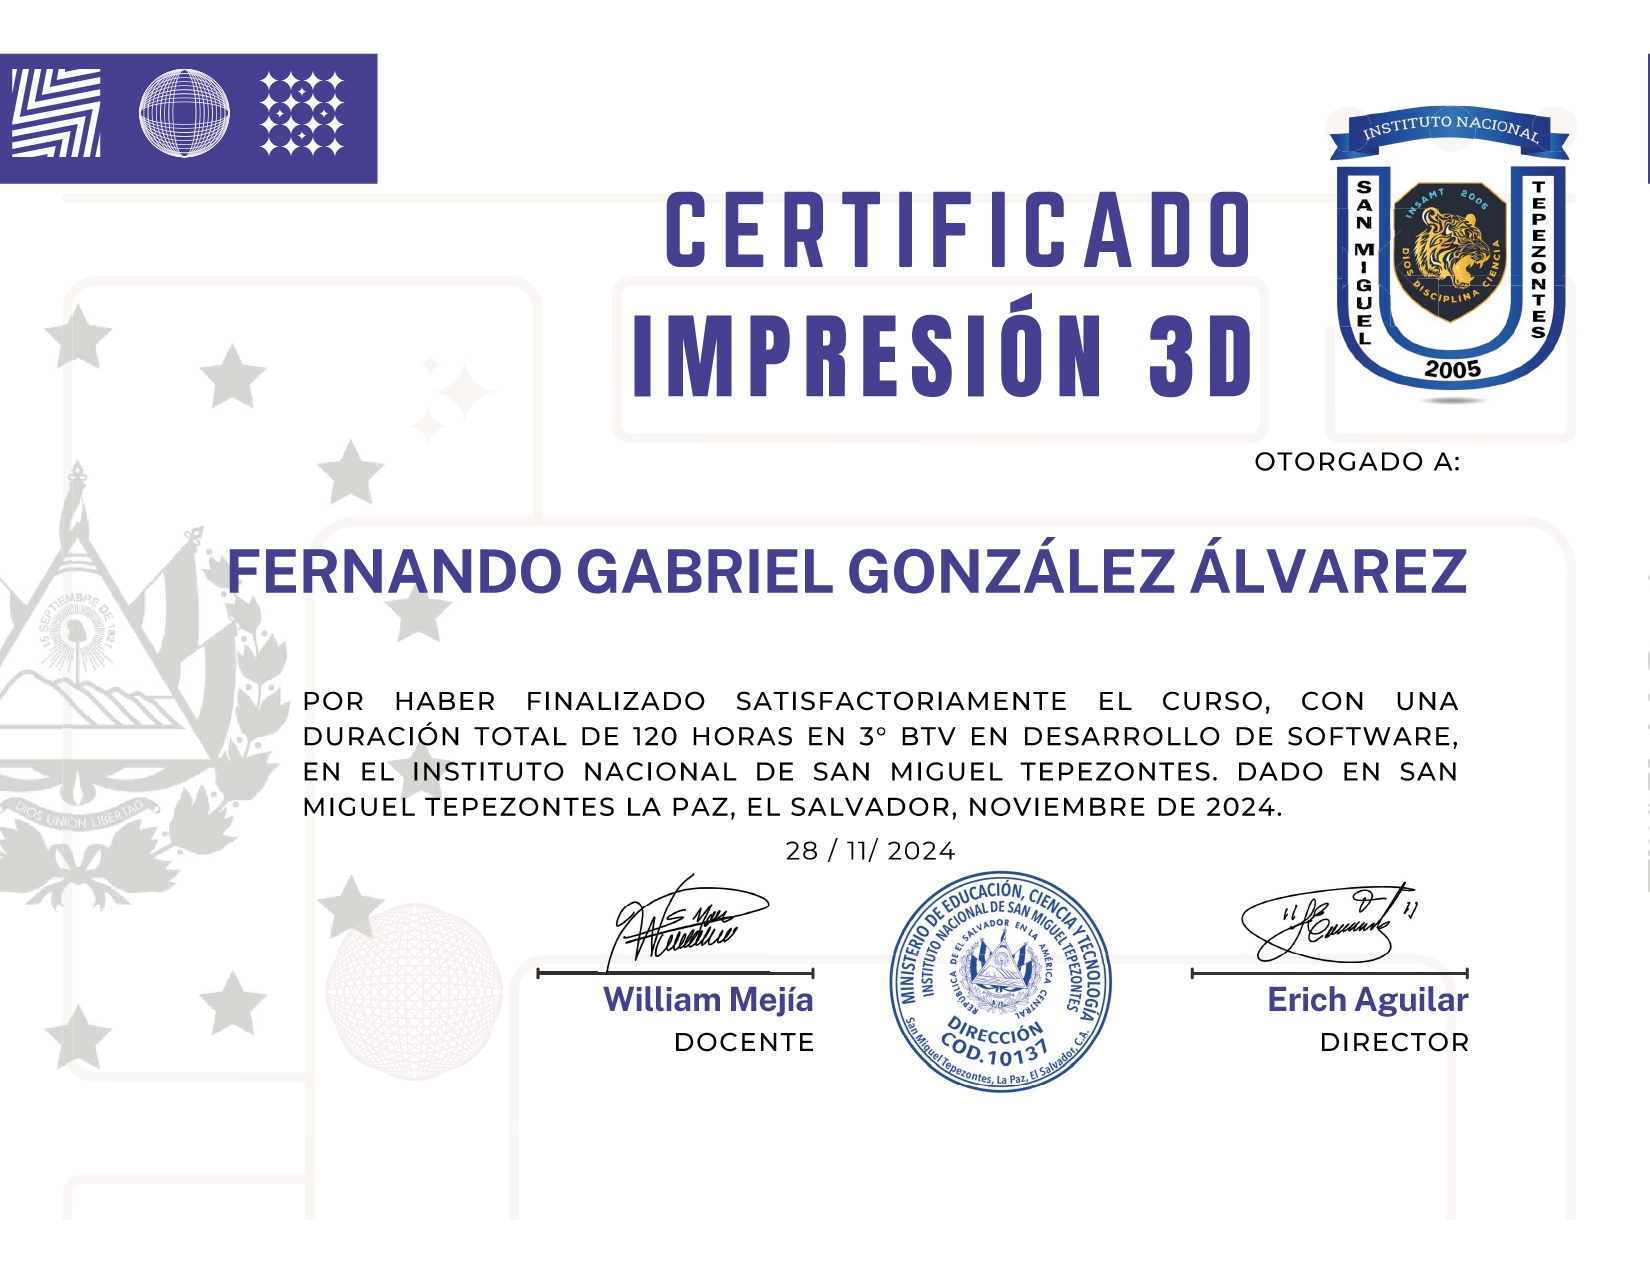 INSTITUTO NACIONAL
SAN MIGUEL
TEPEZONTES
INSAMT 2005
DIOS DISCIPLINA CIENCIA
2005
CERTIFICADO
IMPRESIÓN 3D
OTORGADO A:
FERNANDO GABRIEL GONZÁLEZ ÁLVAREZ
15 SEPTIEMBRE DE 1821
DIOS UNION LIBERTAD
POR HABER FINALIZADO SATISFACTORIAMENTE EL CURSO, CON UNA
DURACIÓN TOTAL DE 120 HORAS EN 3° BTV EN DESARROLLO DE SOFTWARE,
EN EL INSTITUTO NACIONAL DE SAN MIGUEL TEPEZONTES. DADO EN SAN
MIGUEL TEPEZONTES LA PAZ, EL SALVADOR, NOVIEMBRE DE 2024.
28 / 11/ 2024
MINISTERIO DE EDUCACIÓN, CIENCIA Y TECNOLOGÍA
INSTITUTO NACIONAL DE SAN MIGUEL TEPEZONTES
REPÚBLICA DE EL SALVADOR EN LA AMÉRICA CENTRAL
DIRECCIÓN
COD.10137
San Miguel Tepezontes, La Paz, El Salvador, C.A.
William Mejía
DOCENTE
Erich Aguilar
DIRECTOR